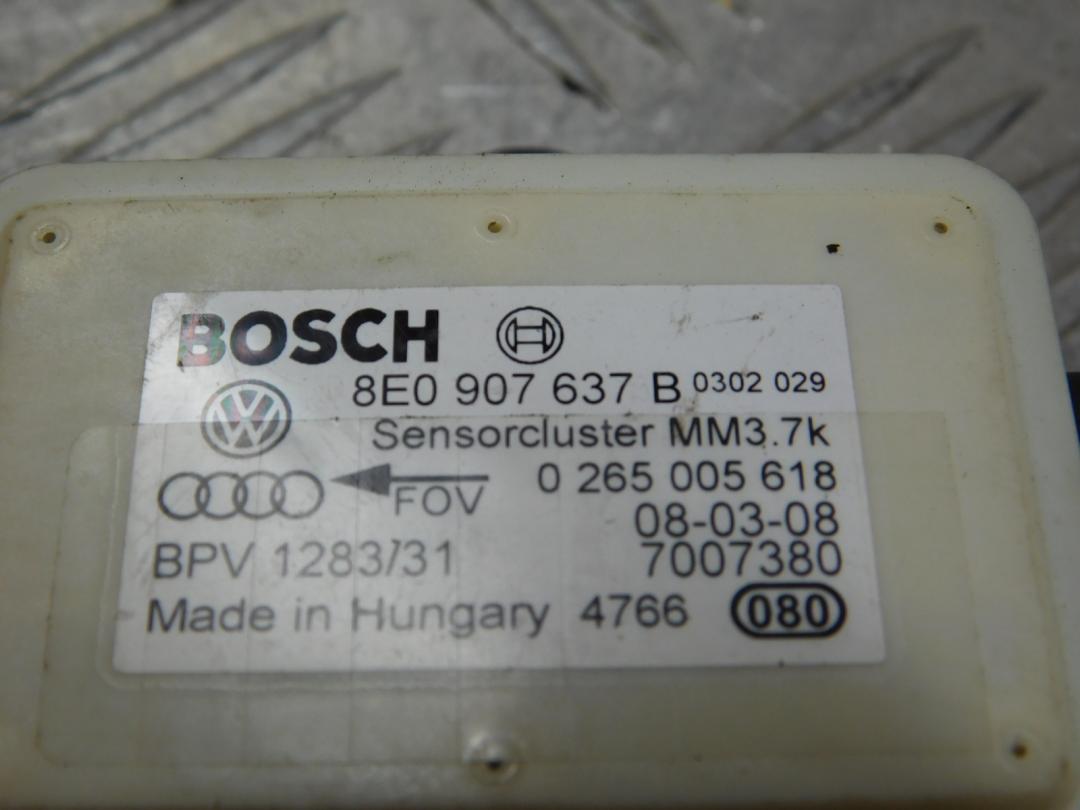 BOSCH
8E0 907 637 B 0302 029
Sensorcluster MM3.7k
FOV 0 265 005 618
08-03-08
BPV 1283/31 7007380
Made in Hungary 4766 080